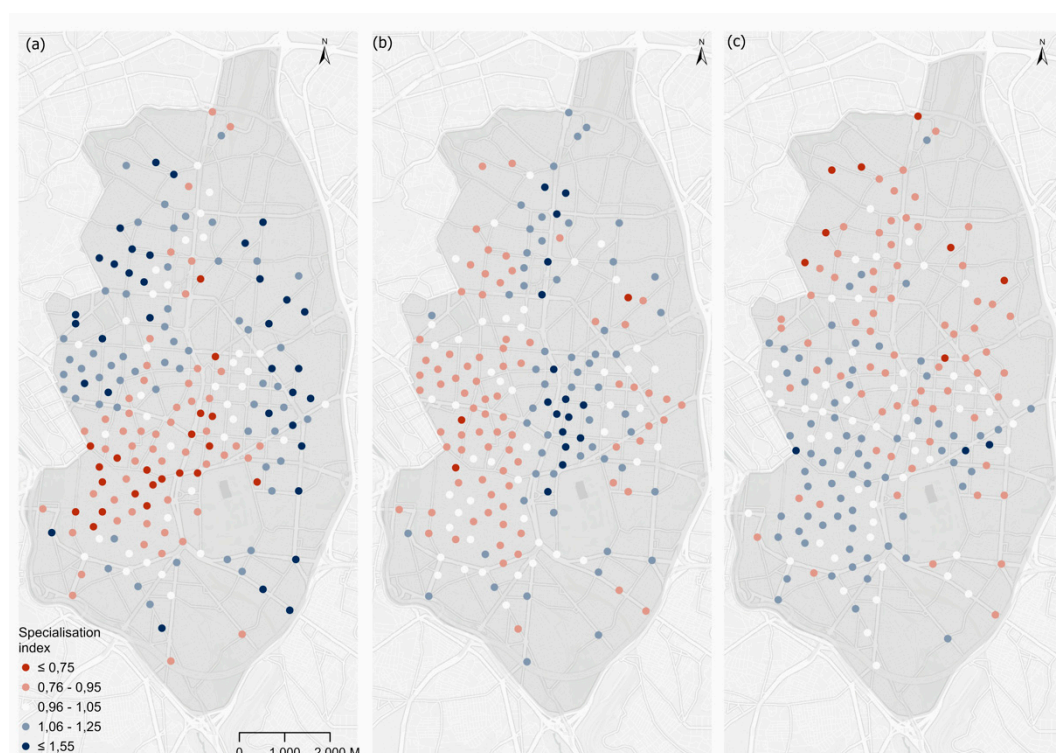 (a)
N
(b)
N
(c)
N
Specialisation
index
≤ 0,75
0,76 - 0,95
0,96 - 1,05
1,06 - 1,25
≤ 1,55
0 1.000 2.000 M